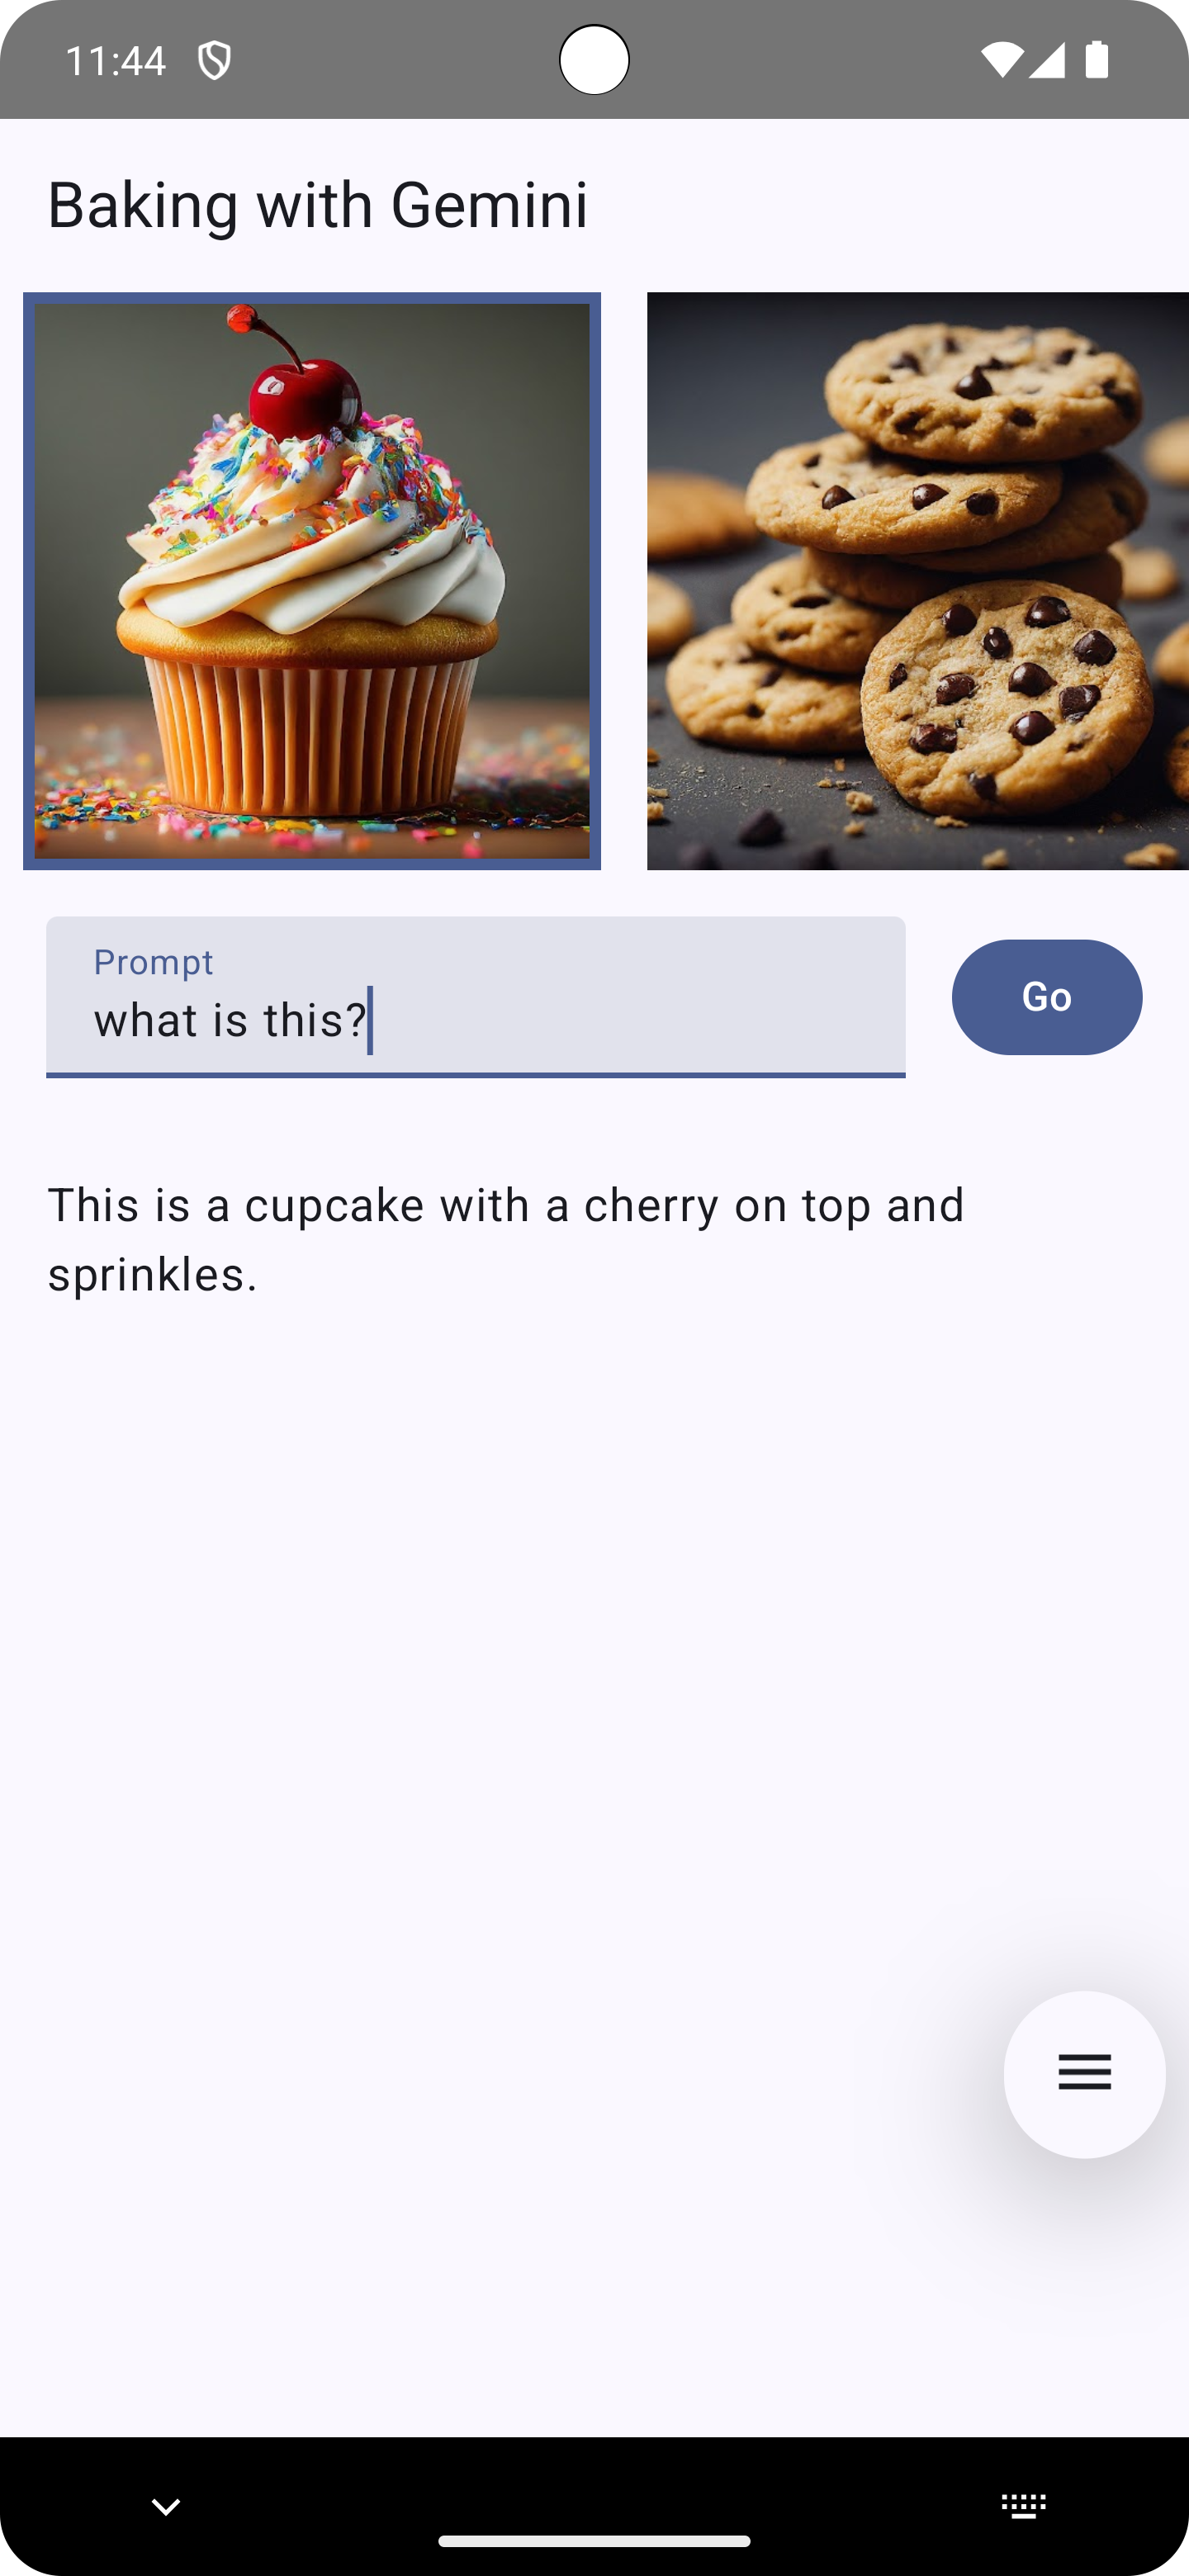 11:44
Baking with Gemini
Prompt
what is this?
Go
This is a cupcake with a cherry on top and
sprinkles.